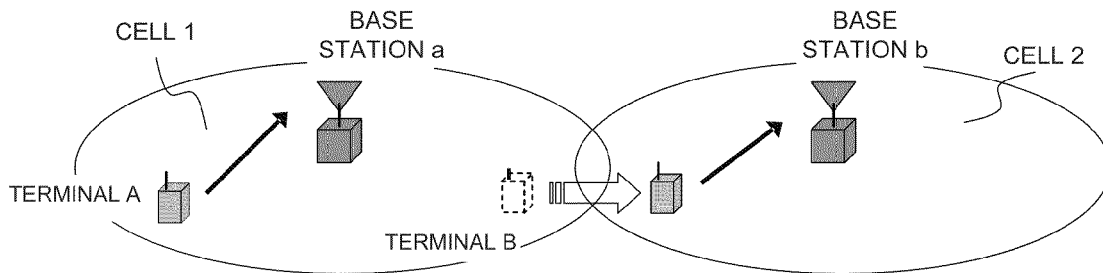 CELL 1
BASE
STATION a
BASE
STATION b
CELL 2
TERMINAL A
TERMINAL B